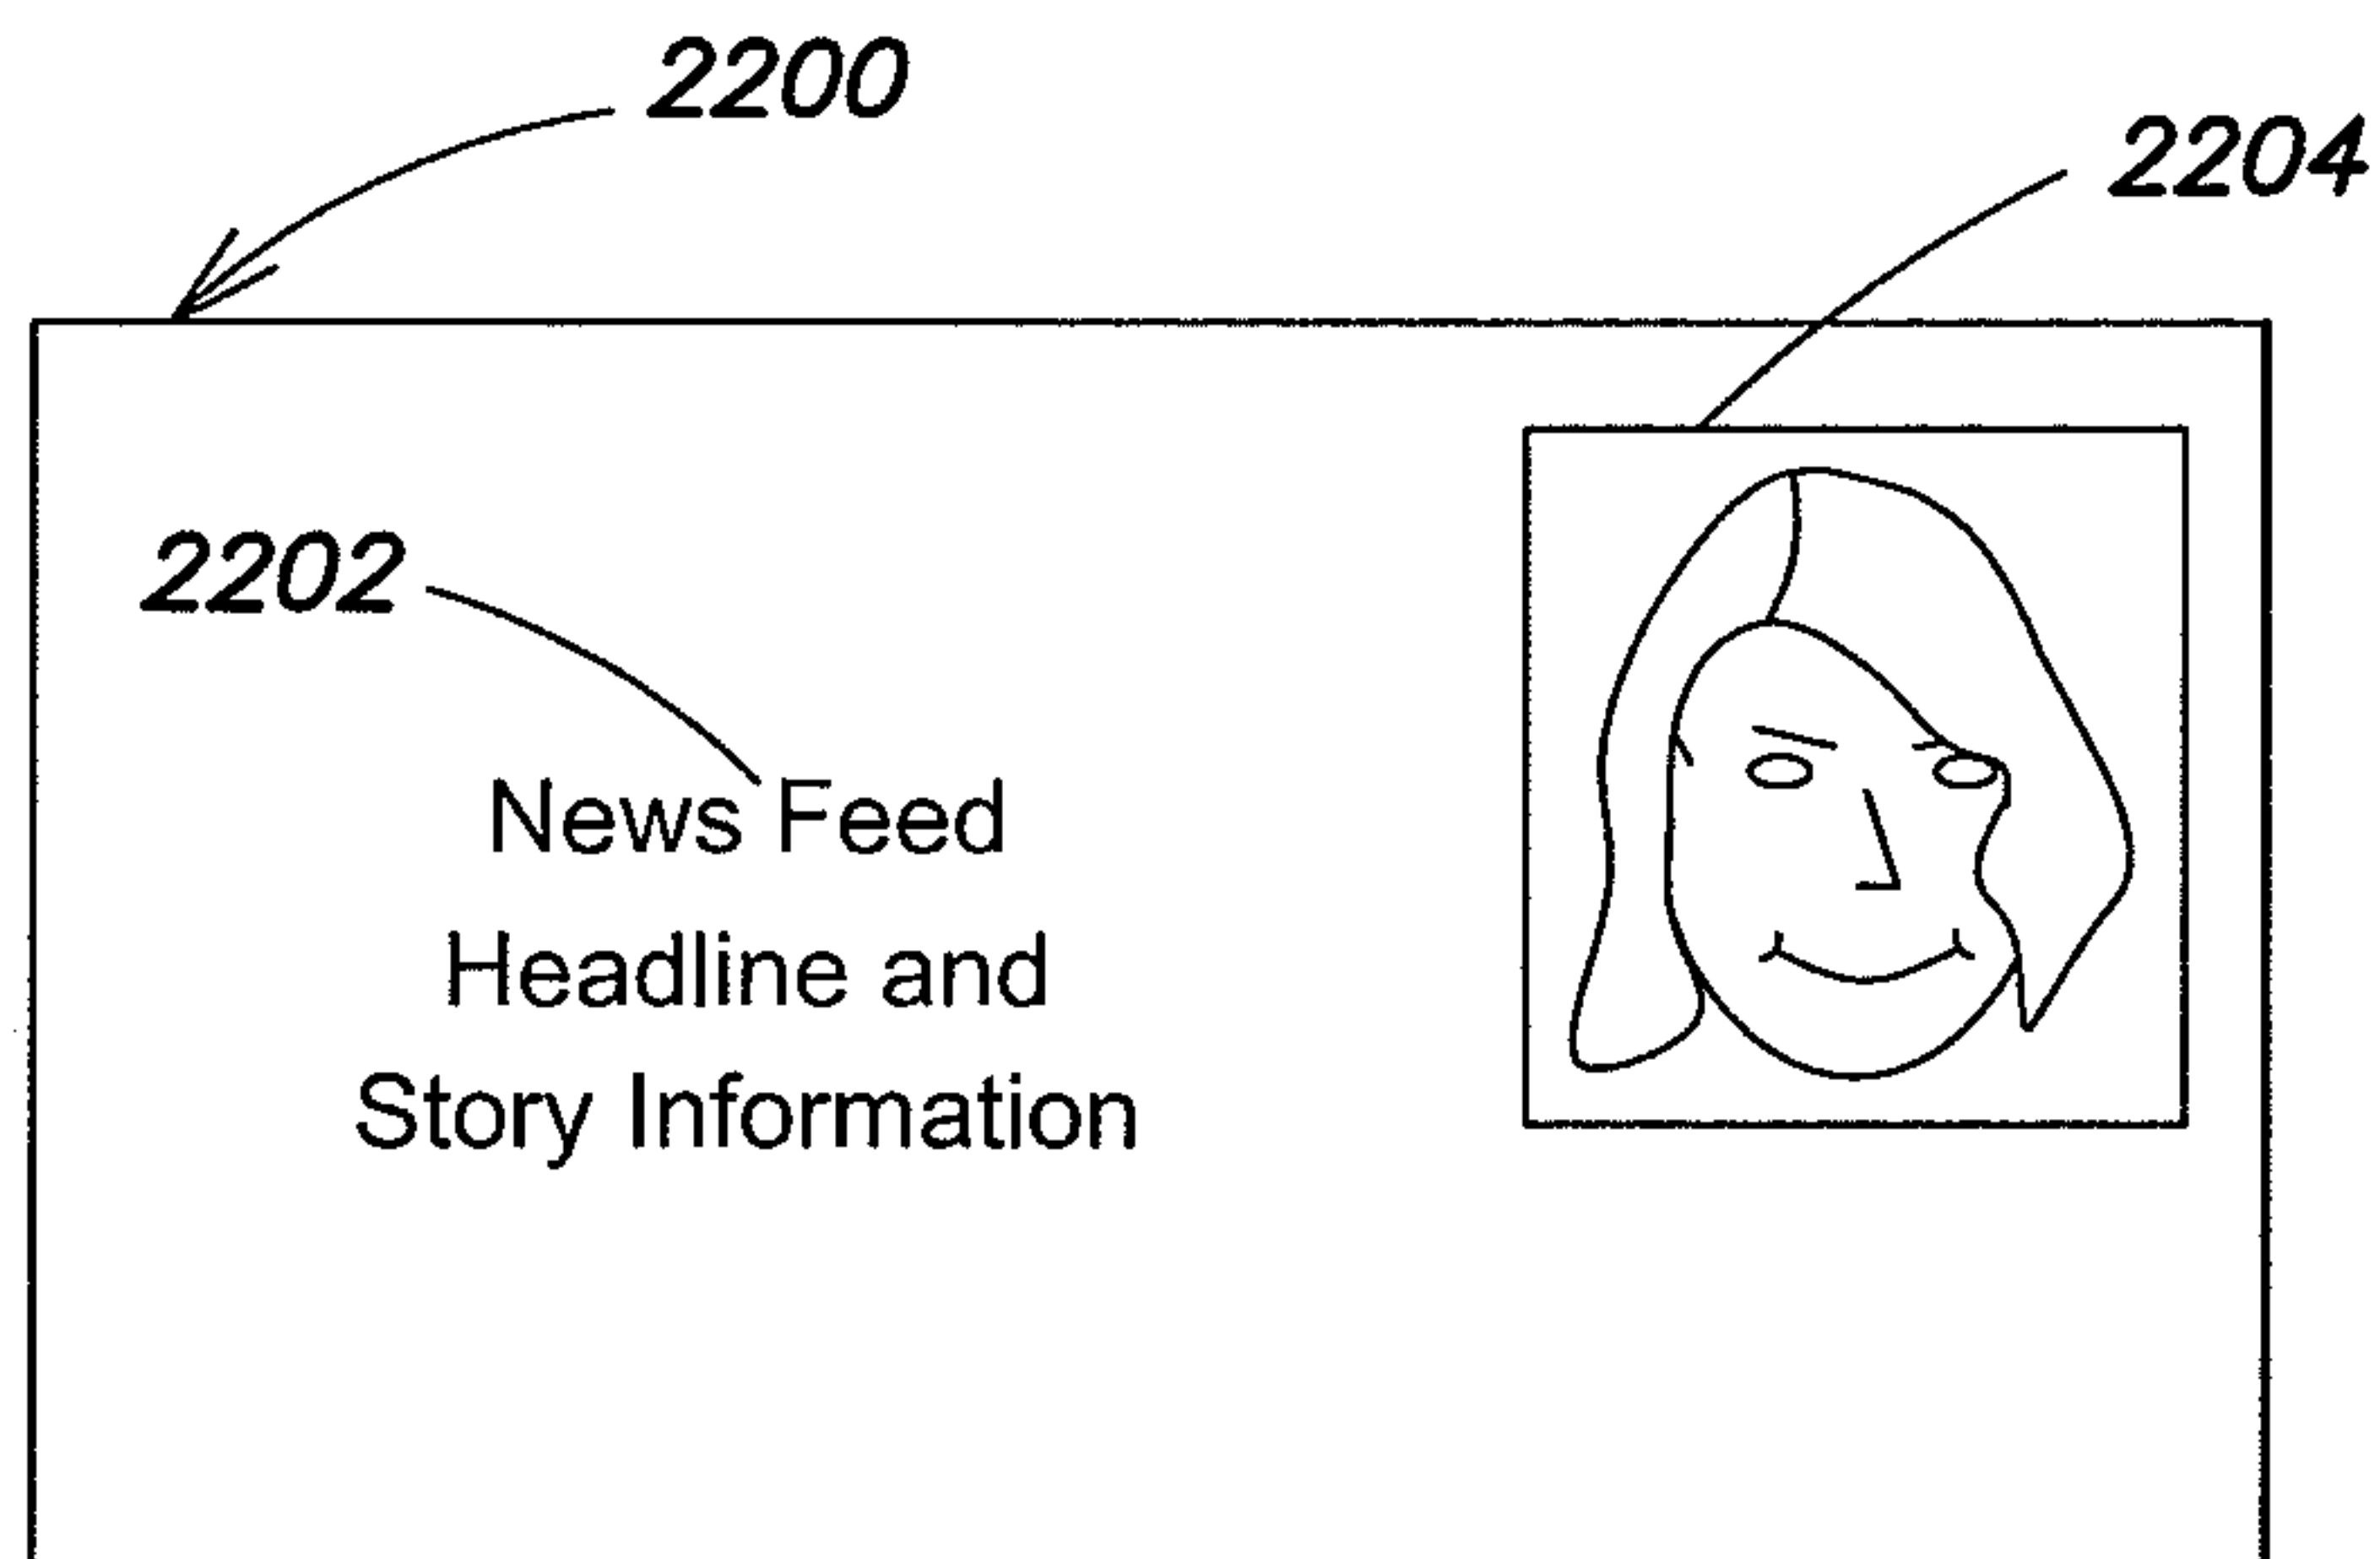 2200
2204
2202
News Feed
Headline and
Story Information